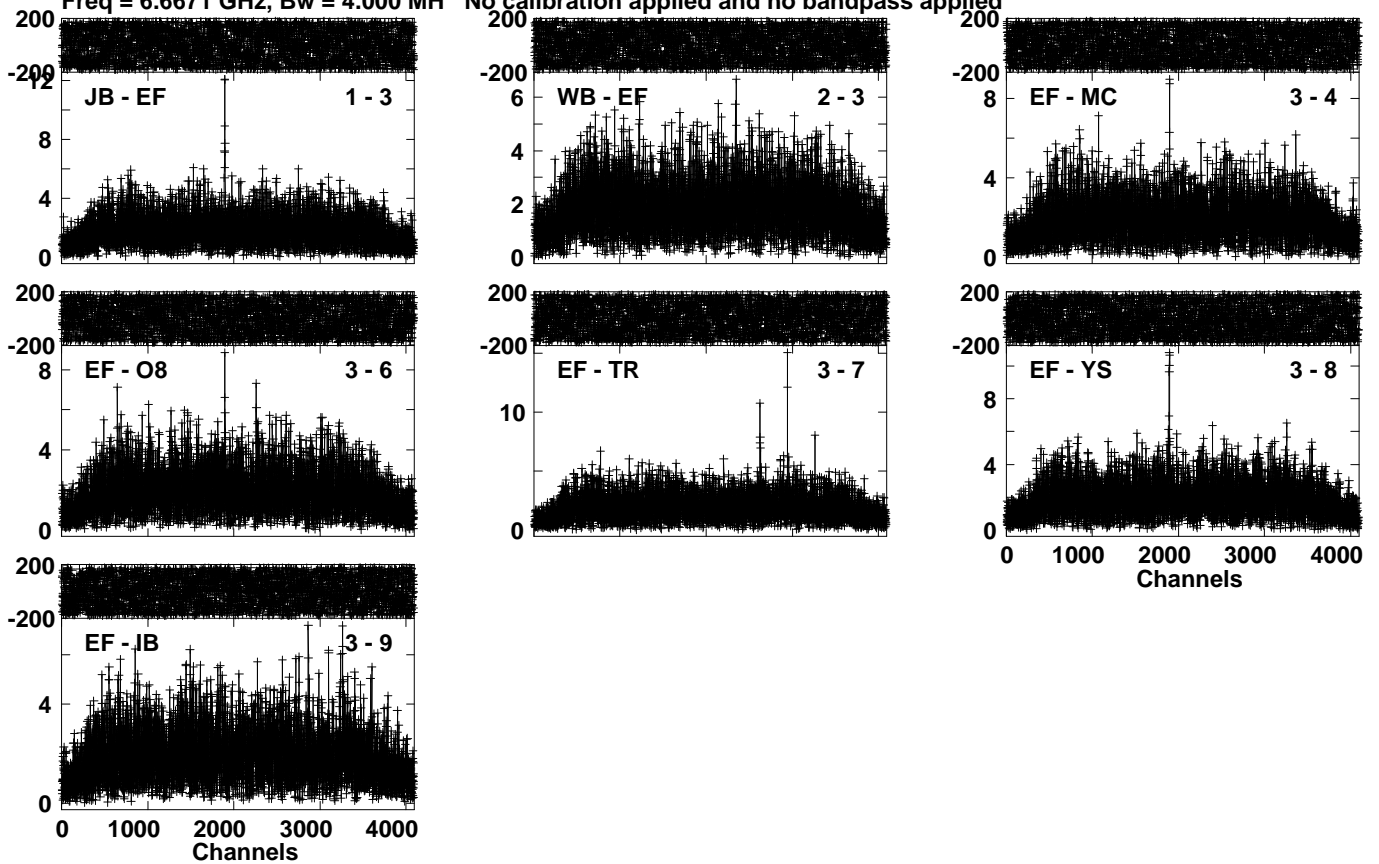 Freq = 6.6671 GHz, Bw = 4.000 MH No calibration applied and no bandpass applied
200 200 200
-200 -200 -200
12
JB - EF 1 - 3 WB - EF 2 - 3 EF - MC 3 - 4
6 8
8
4
4 4
2
0 0 0
200 200 200
-200 -200 -200
EF - O8 3 - 6 EF - TR 3 - 7 EF - YS 3 - 8
8
10 8
4 4
0 0 0
0 1000 2000 3000 4000
Channels
200
-200
EF - IB 3 - 9
4
0
0 1000 2000 3000 4000
Channels